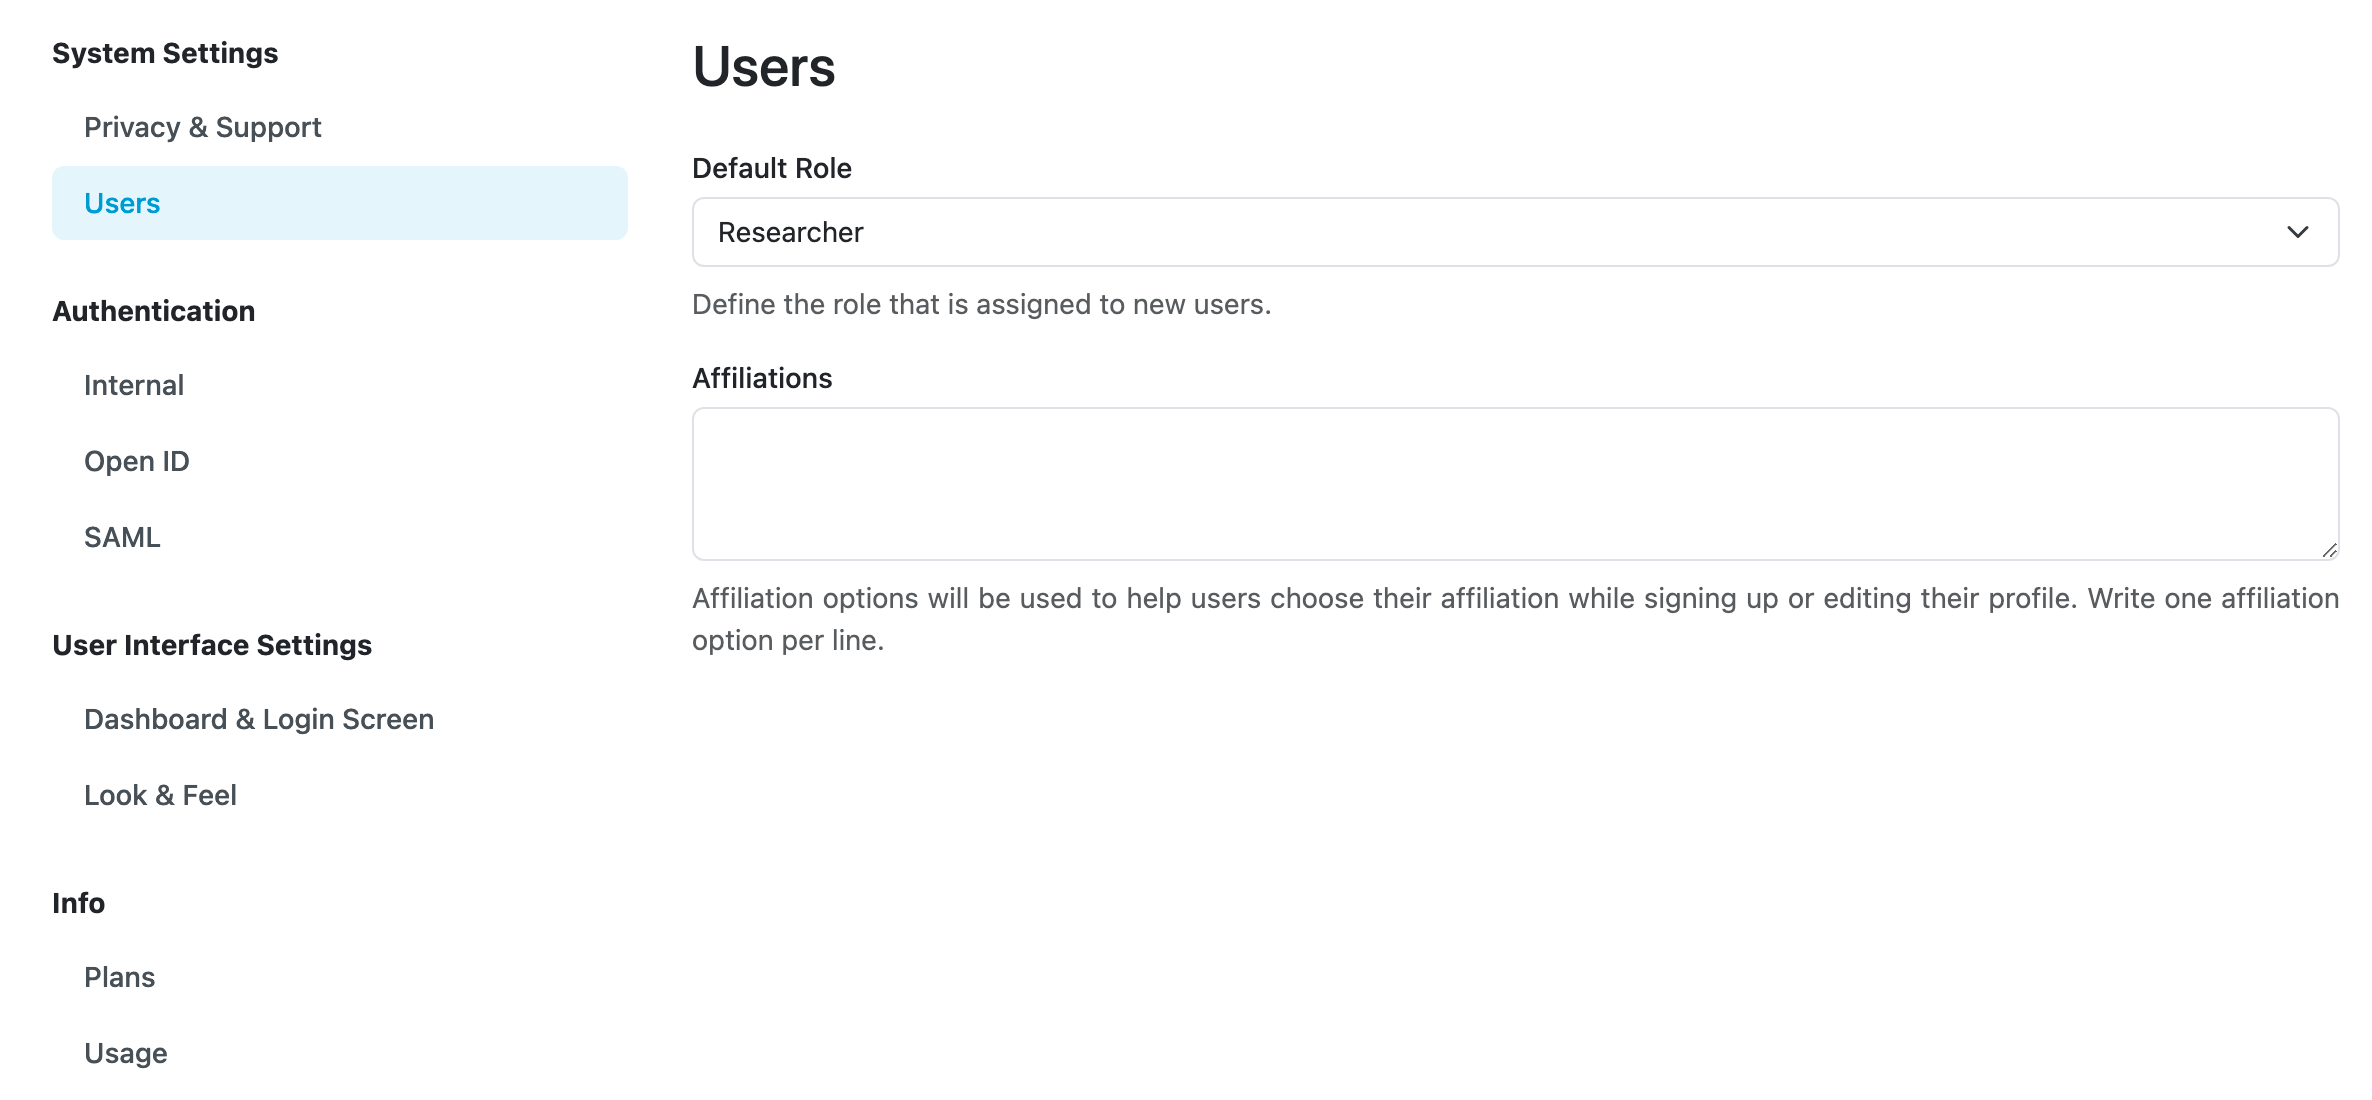 System Settings
Privacy & Support
Users
Authentication
Internal
Open ID
SAML
User Interface Settings
Dashboard & Login Screen
Look & Feel
Info
Plans
Usage
Users
Default Role
Researcher
Define the role that is assigned to new users.
Affiliations
Affiliation options will be used to help users choose their affiliation while signing up or editing their profile. Write one affiliation
option per line.